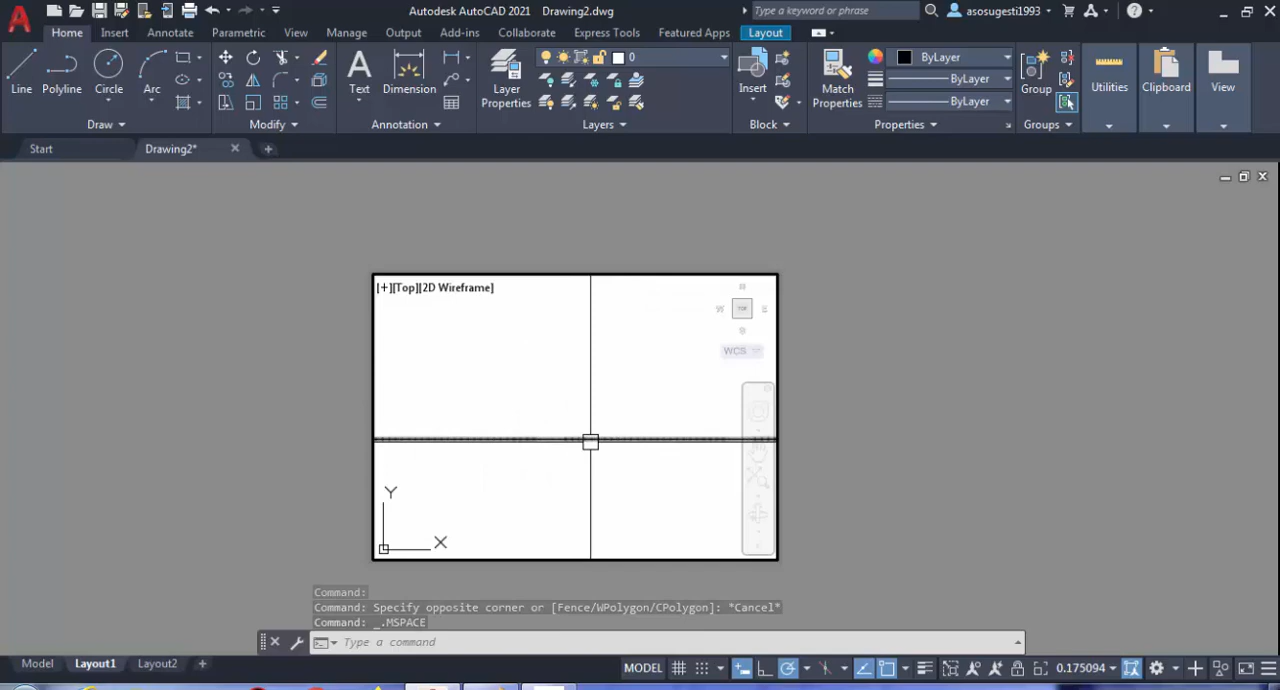 Autodesk AutoCAD 2021 Drawing2.dwg Type a keyword or phrase asosugesti1993
Home Insert Annotate Parametric View Manage Output Add-ins Collaborate Express Tools Featured Apps Layout
Line Polyline Circle Arc Text Dimension Layer Properties 0 Insert Match Properties ByLayer ByLayer ByLayer Group Utilities Clipboard View
Draw Modify Annotation Layers Block Properties Groups
Start Drawing2*
[+][Top][2D Wireframe]
TOP
WCS
Y
X
Command:
Command: Specify opposite corner or [Fence/WPolygon/CPolygon]: *Cancel*
Command: _.MSPACE
Type a command
Model Layout1 Layout2 + MODEL 0.175094